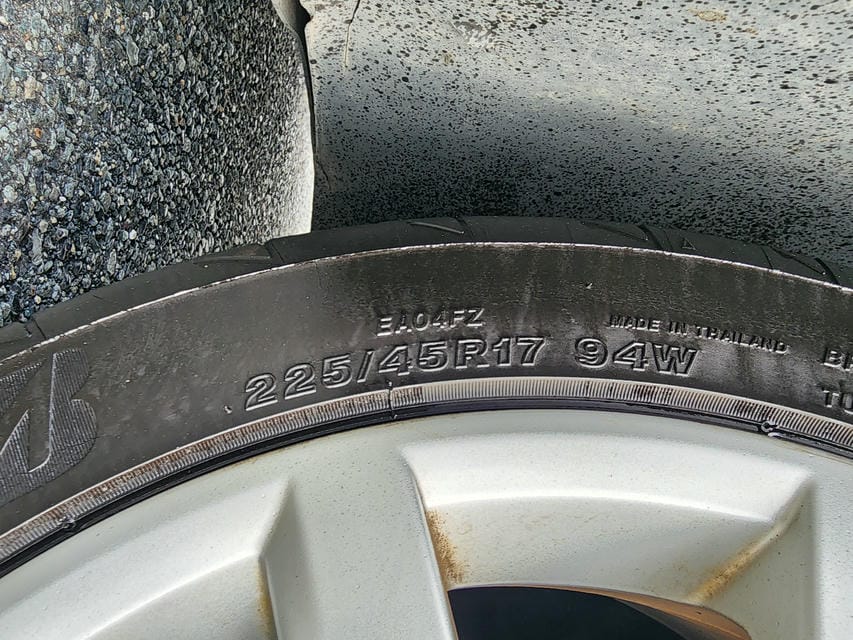 EA04FZ
225/45R17 94W
MADE IN THAILAND